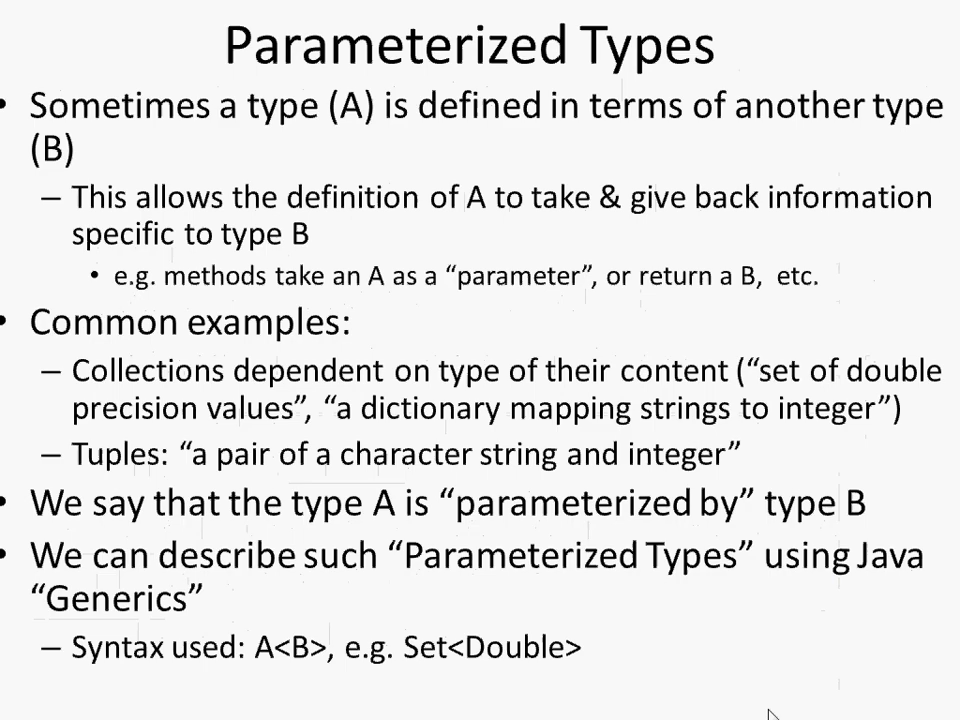 Parameterized Types
• Sometimes a type (A) is defined in terms of another type
(B)
– This allows the definition of A to take & give back information
specific to type B
• e.g. methods take an A as a “parameter”, or return a B, etc.
• Common examples:
– Collections dependent on type of their content (“set of double
precision values”, “a dictionary mapping strings to integer”)
– Tuples: “a pair of a character string and integer”
• We say that the type A is “parameterized by” type B
• We can describe such “Parameterized Types” using Java
“Generics”
– Syntax used: A<B>, e.g. Set<Double>